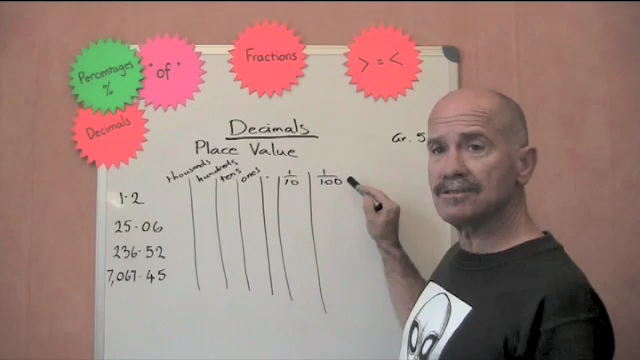 Percentages
%
"of"
Fractions
> = <
Decimals
Decimals
Place Value
Gr. 5
thousands hundreds tens ones . 1/10 1/100
1·2
25·06
236·52
7,067·45